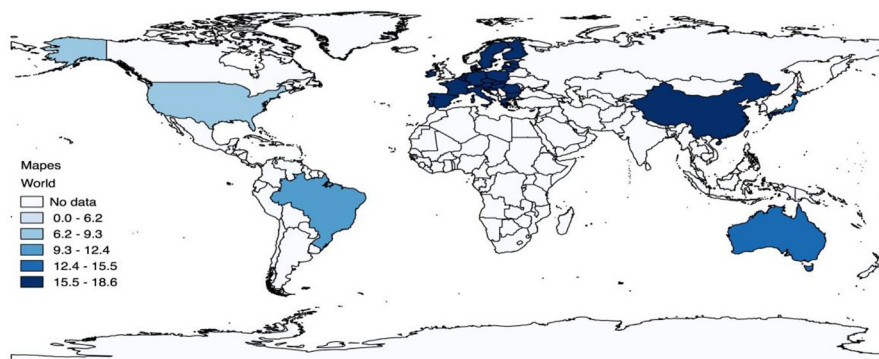 Mapes
World
No data
0.0 - 6.2
6.2 - 9.3
9.3 - 12.4
12.4 - 15.5
15.5 - 18.6